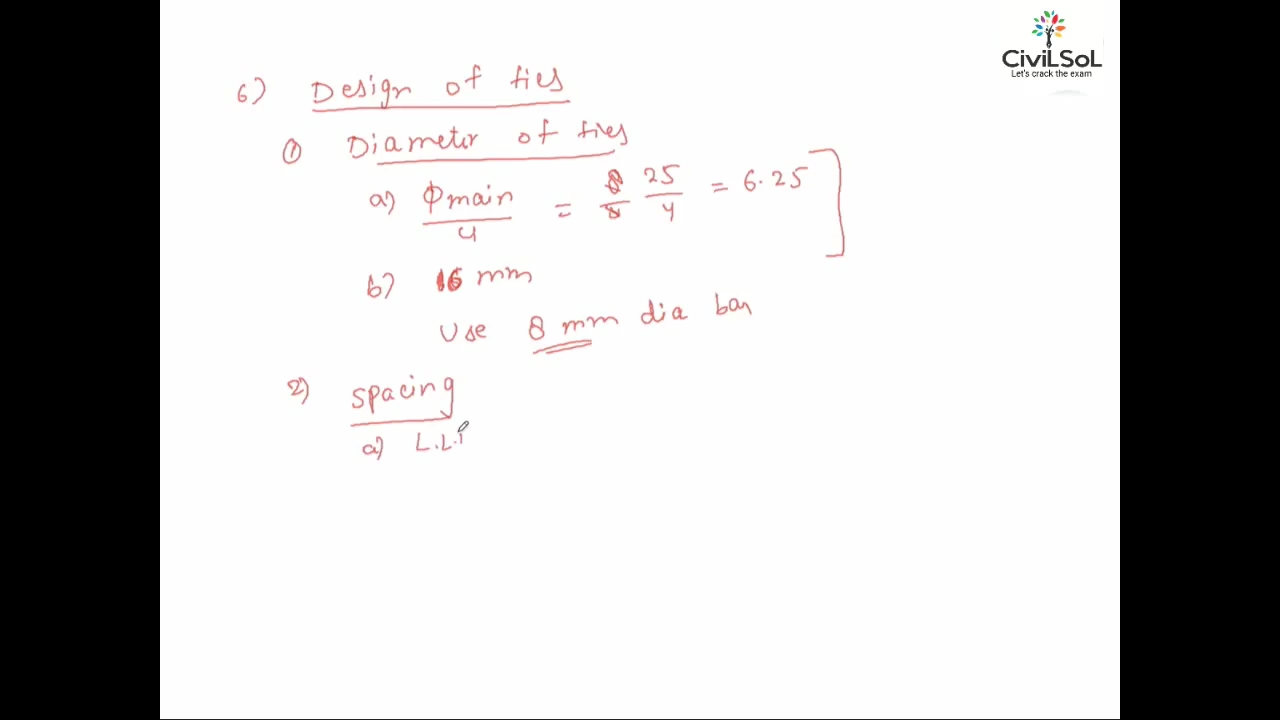 CiviLSoL
Let's crack the exam
6) Design of ties
① Diameter of ties
a) ϕmain/4 = 25/4 = 6.25
b) 16 mm
Use 8 mm dia bar
2) spacing
a) L.L